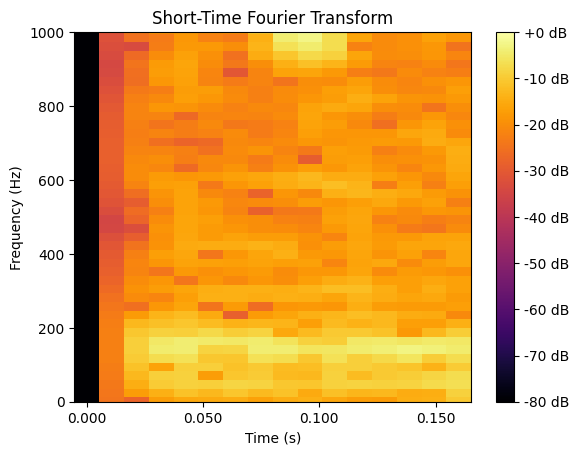 Short-Time Fourier Transform
1000
800
600
400
200
0
Frequency (Hz)
0.000
0.050
0.100
0.150
Time (s)
+0 dB
-10 dB
-20 dB
-30 dB
-40 dB
-50 dB
-60 dB
-70 dB
-80 dB